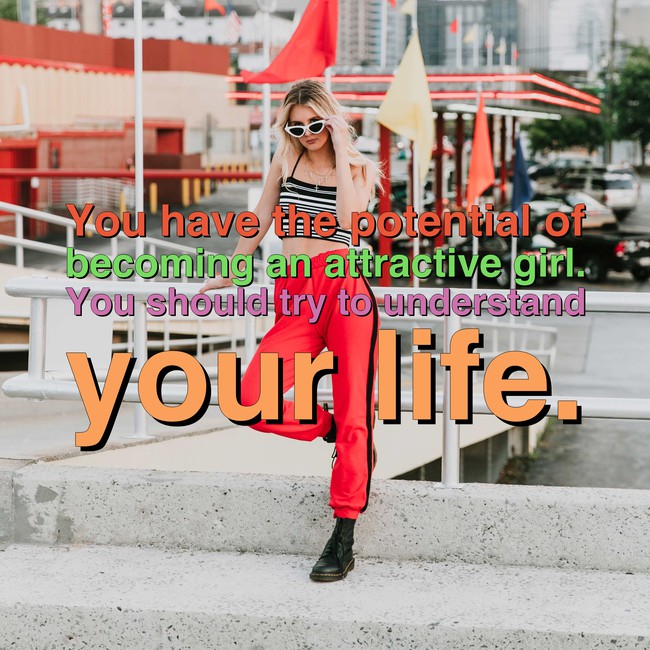 You have the potential of
becoming an attractive girl.
You should try to understand
your life.